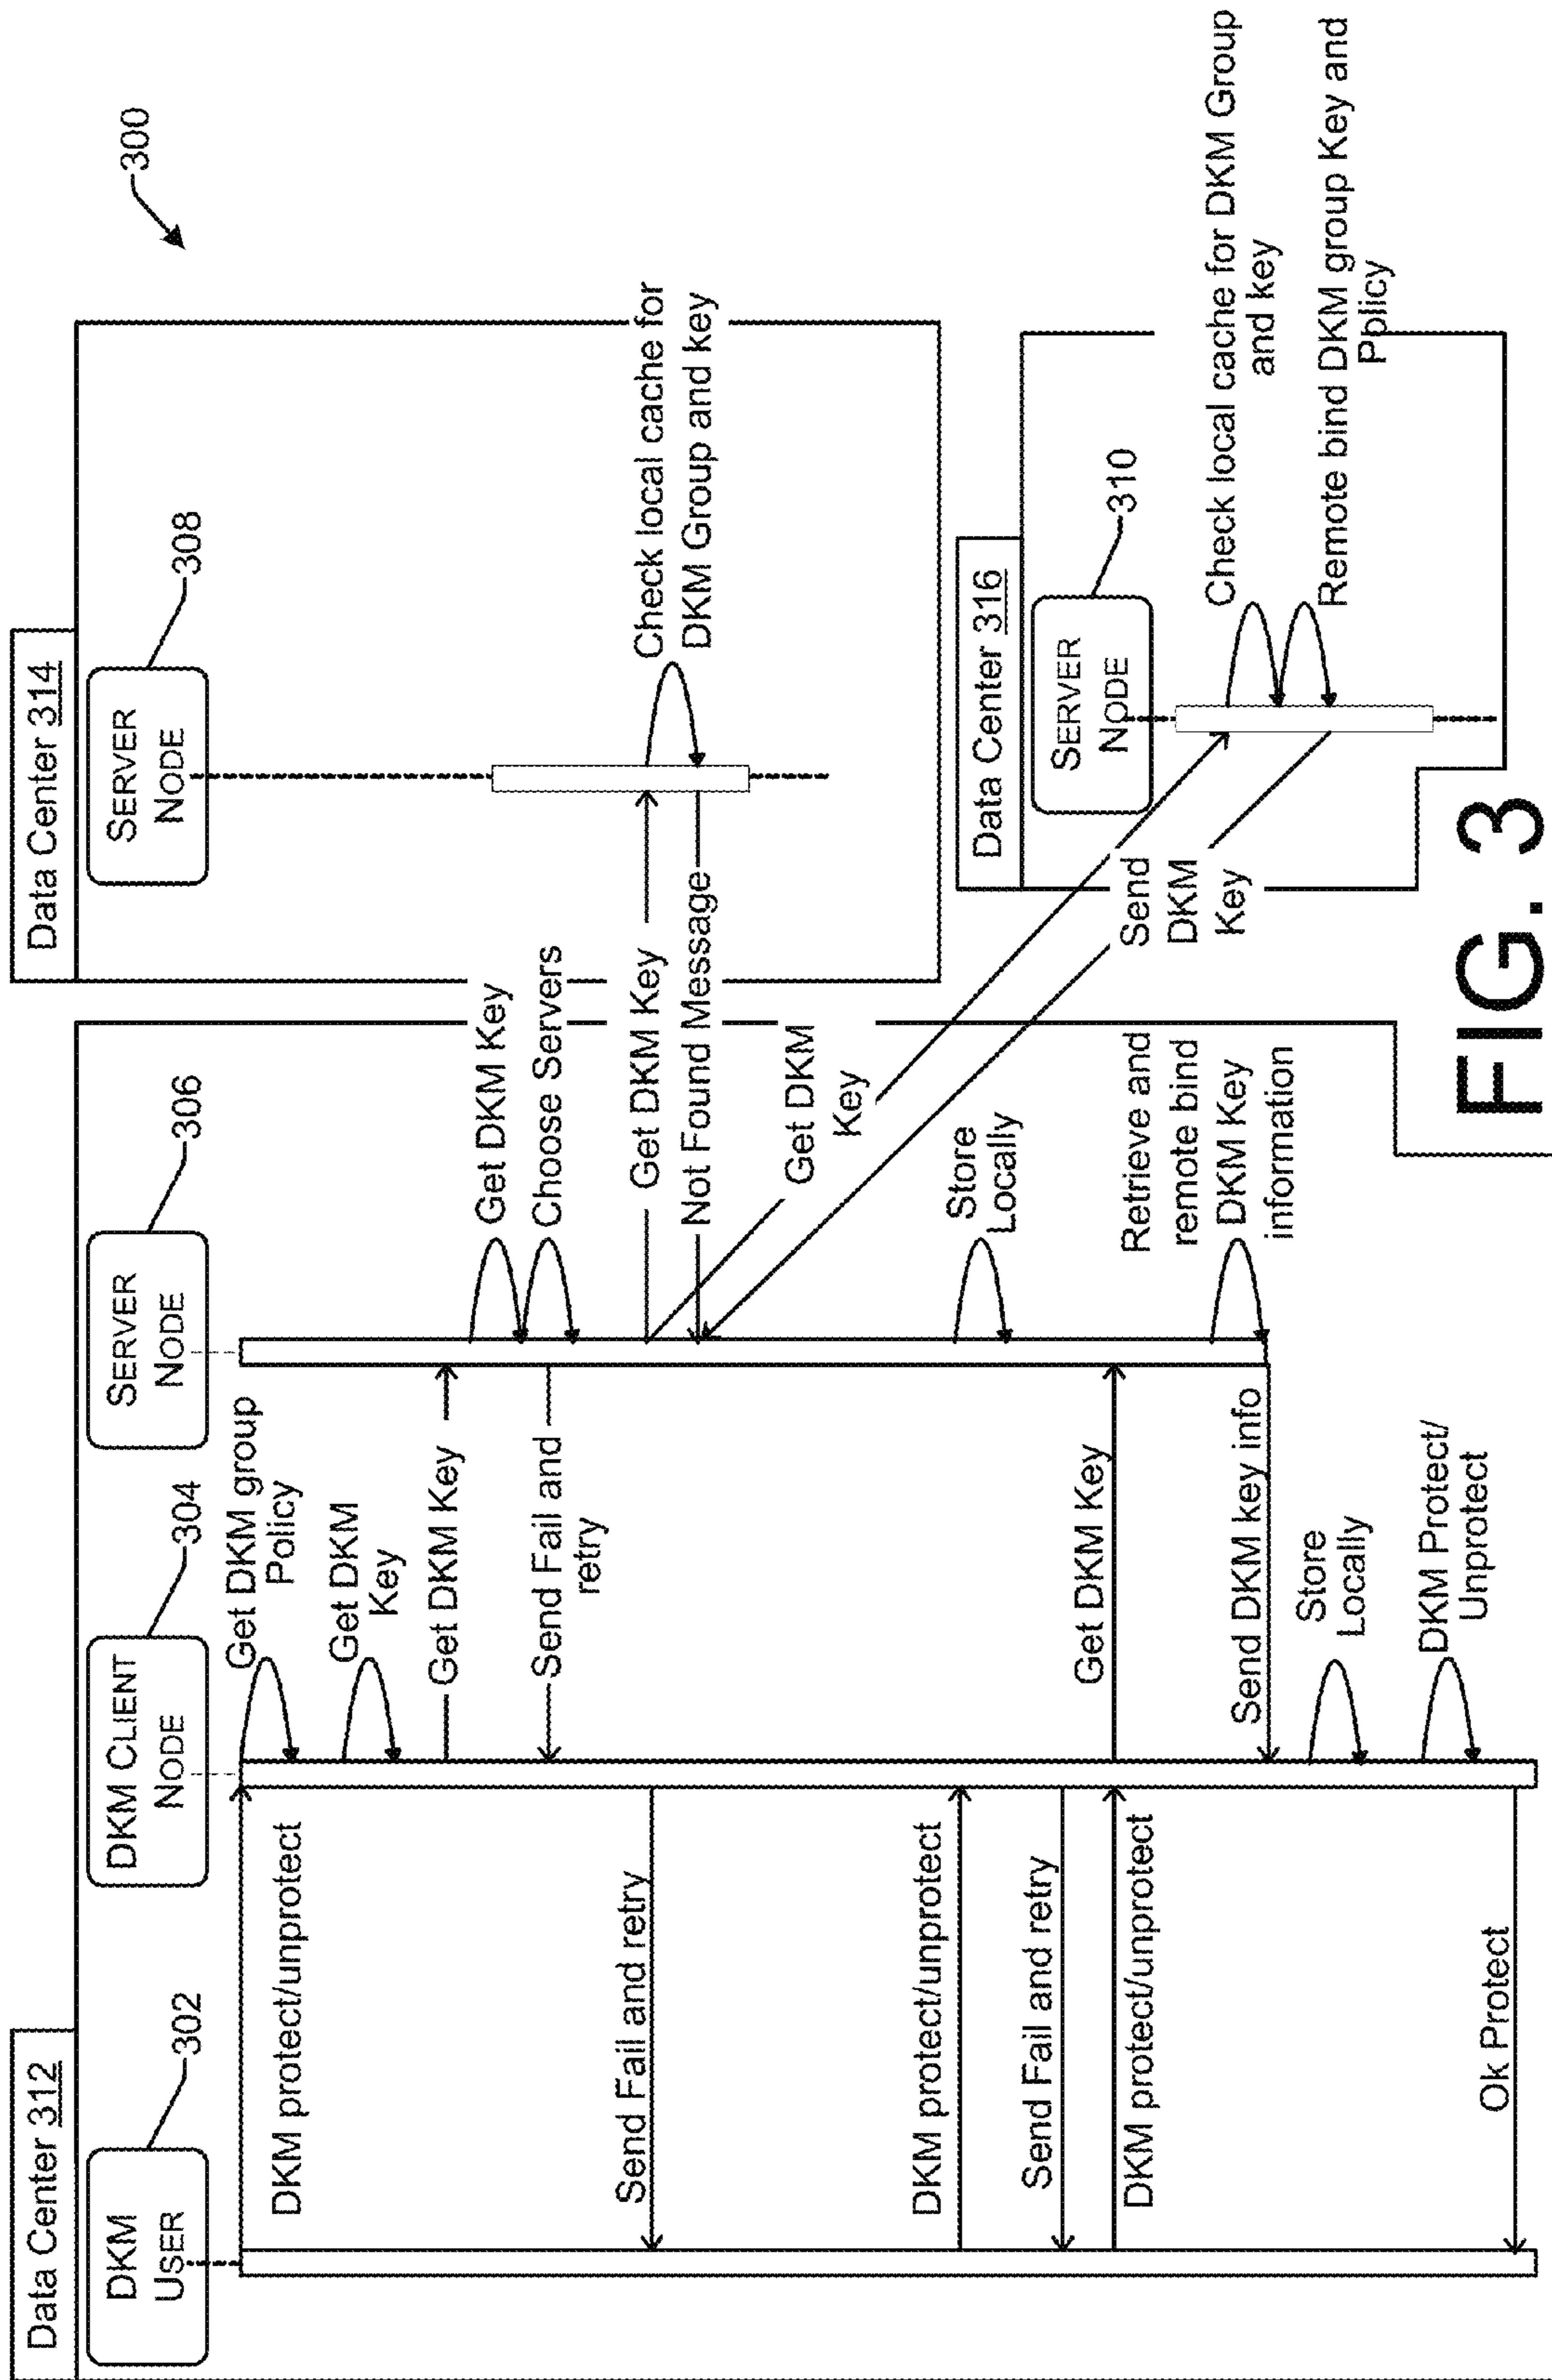 Data Center 312
DKM
USER
302
DKM CLIENT
NODE
304
SERVER
NODE
306
Data Center 314
SERVER
NODE
308
300
DKM protect/unprotect
Get DKM group
Policy
Get DKM
Key
Get DKM Key
Send Fail and
retry
Get DKM Key
Choose Servers
Send Fail and retry
Get DKM Key
Not Found Message
Check local cache for
DKM Group and key
Get DKM
Key
Data Center 316
SERVER
NODE
310
Send
DKM
Key
Check local cache for DKM Group
and key
Remote bind DKM group Key and
Policy
DKM protect/unprotect
Store
Locally
Send Fail and retry
DKM protect/unprotect
Get DKM Key
Retrieve and
remote bind
DKM Key
information
Send DKM key info
Store
Locally
DKM Protect/
Unprotect
Ok Protect
FIG. 3